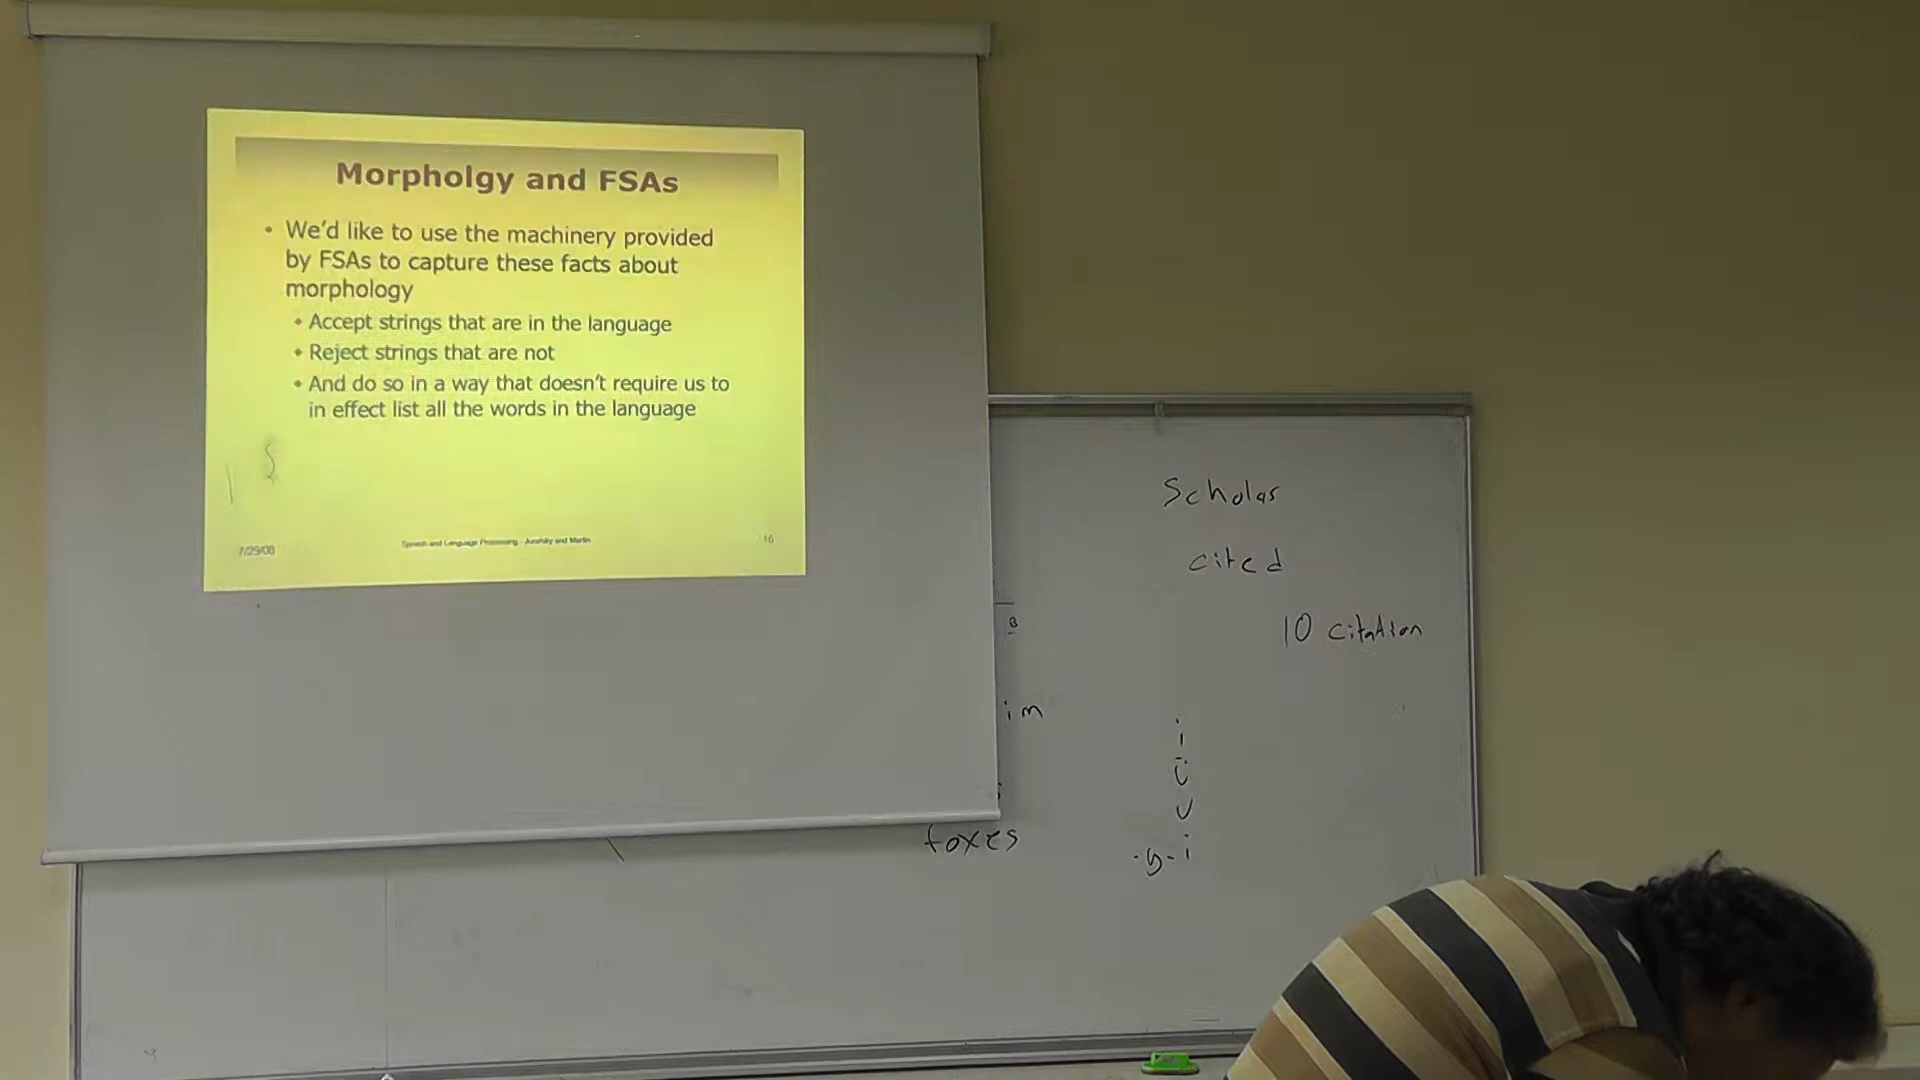 Morpholgy and FSAs
• We'd like to use the machinery provided
by FSAs to capture these facts about
morphology
• Accept strings that are in the language
• Reject strings that are not
• And do so in a way that doesn't require us to
in effect list all the words in the language
7/29/08
Speech and Language Processing - Jurafsky and Martin
16
Scholar
cited
10 citation
B
im
i
ü
U
foxes
-y- i